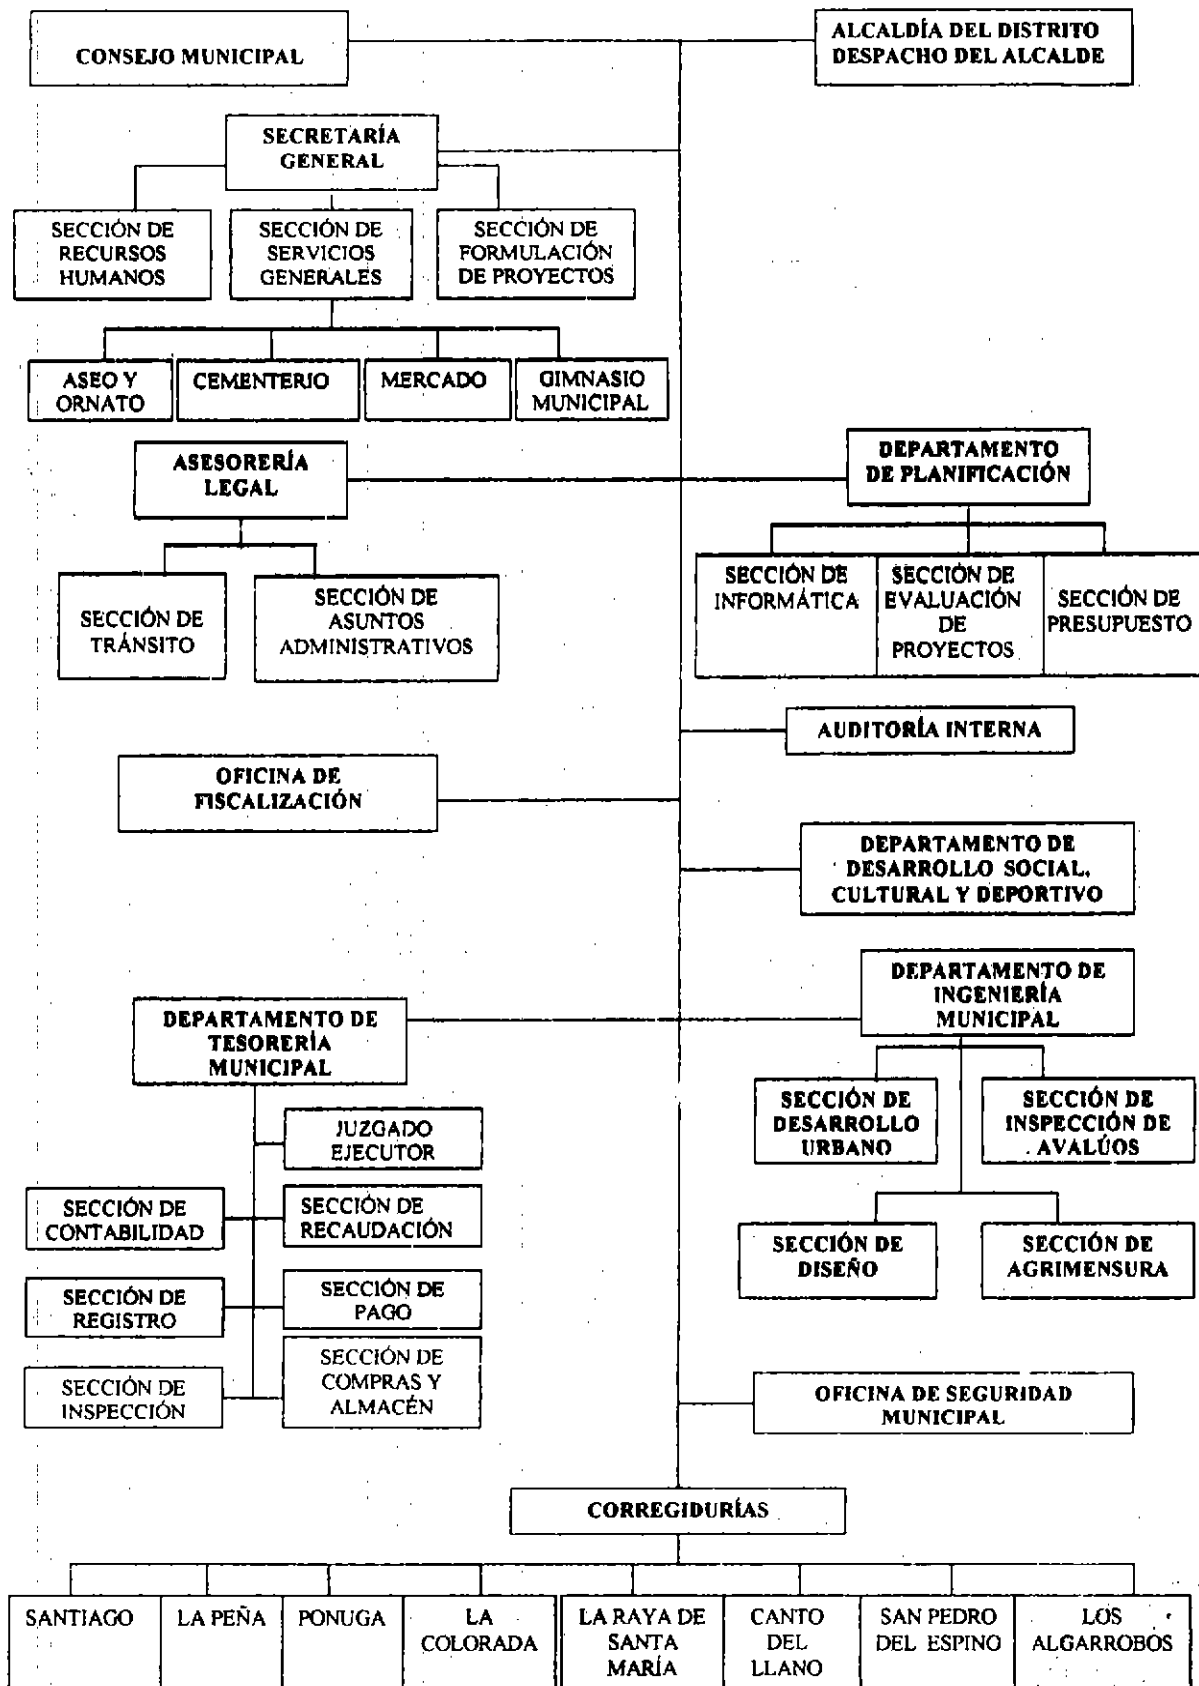 CONSEJO MUNICIPAL
ALCALDÍA DEL DISTRITO
DESPACHO DEL ALCALDE
SECRETARÍA
GENERAL
SECCIÓN DE
RECURSOS
HUMANOS
SECCIÓN DE
SERVICIOS
GENERALES
SECCIÓN DE
FORMULACIÓN
DE PROYECTOS
ASEO Y
ORNATO
CEMENTERIO
MERCADO
GIMNASIO
MUNICIPAL
ASESORERÍA
LEGAL
DEPARTAMENTO
DE PLANIFICACIÓN
SECCIÓN DE
TRÁNSITO
SECCIÓN DE
ASUNTOS
ADMINISTRATIVOS
SECCIÓN DE
INFORMÁTICA
SECCIÓN DE
EVALUACIÓN
DE
PROYECTOS
SECCIÓN DE
PRESUPUESTO
AUDITORÍA INTERNA
OFICINA DE
FISCALIZACIÓN
DEPARTAMENTO DE
DESARROLLO SOCIAL,
CULTURAL Y DEPORTIVO
DEPARTAMENTO DE
INGENIERÍA
MUNICIPAL
DEPARTAMENTO DE
TESORERÍA
MUNICIPAL
SECCIÓN DE
DESARROLLO
URBANO
SECCIÓN DE
INSPECCIÓN DE
AVALÚOS
JUZGADO
EJECUTOR
SECCIÓN DE
CONTABILIDAD
SECCIÓN DE
RECAUDACIÓN
SECCIÓN DE
DISEÑO
SECCIÓN DE
AGRIMENSURA
SECCIÓN DE
REGISTRO
SECCIÓN DE
PAGO
SECCIÓN DE
INSPECCIÓN
SECCIÓN DE
COMPRAS Y
ALMACÉN
OFICINA DE SEGURIDAD
MUNICIPAL
CORREGIDURÍAS
SANTIAGO
LA PEÑA
PONUGA
LA
COLORADA
LA RAYA DE
SANTA
MARÍA
CANTO
DEL
LLANO
SAN PEDRO
DEL ESPINO
LOS
ALGARROBOS